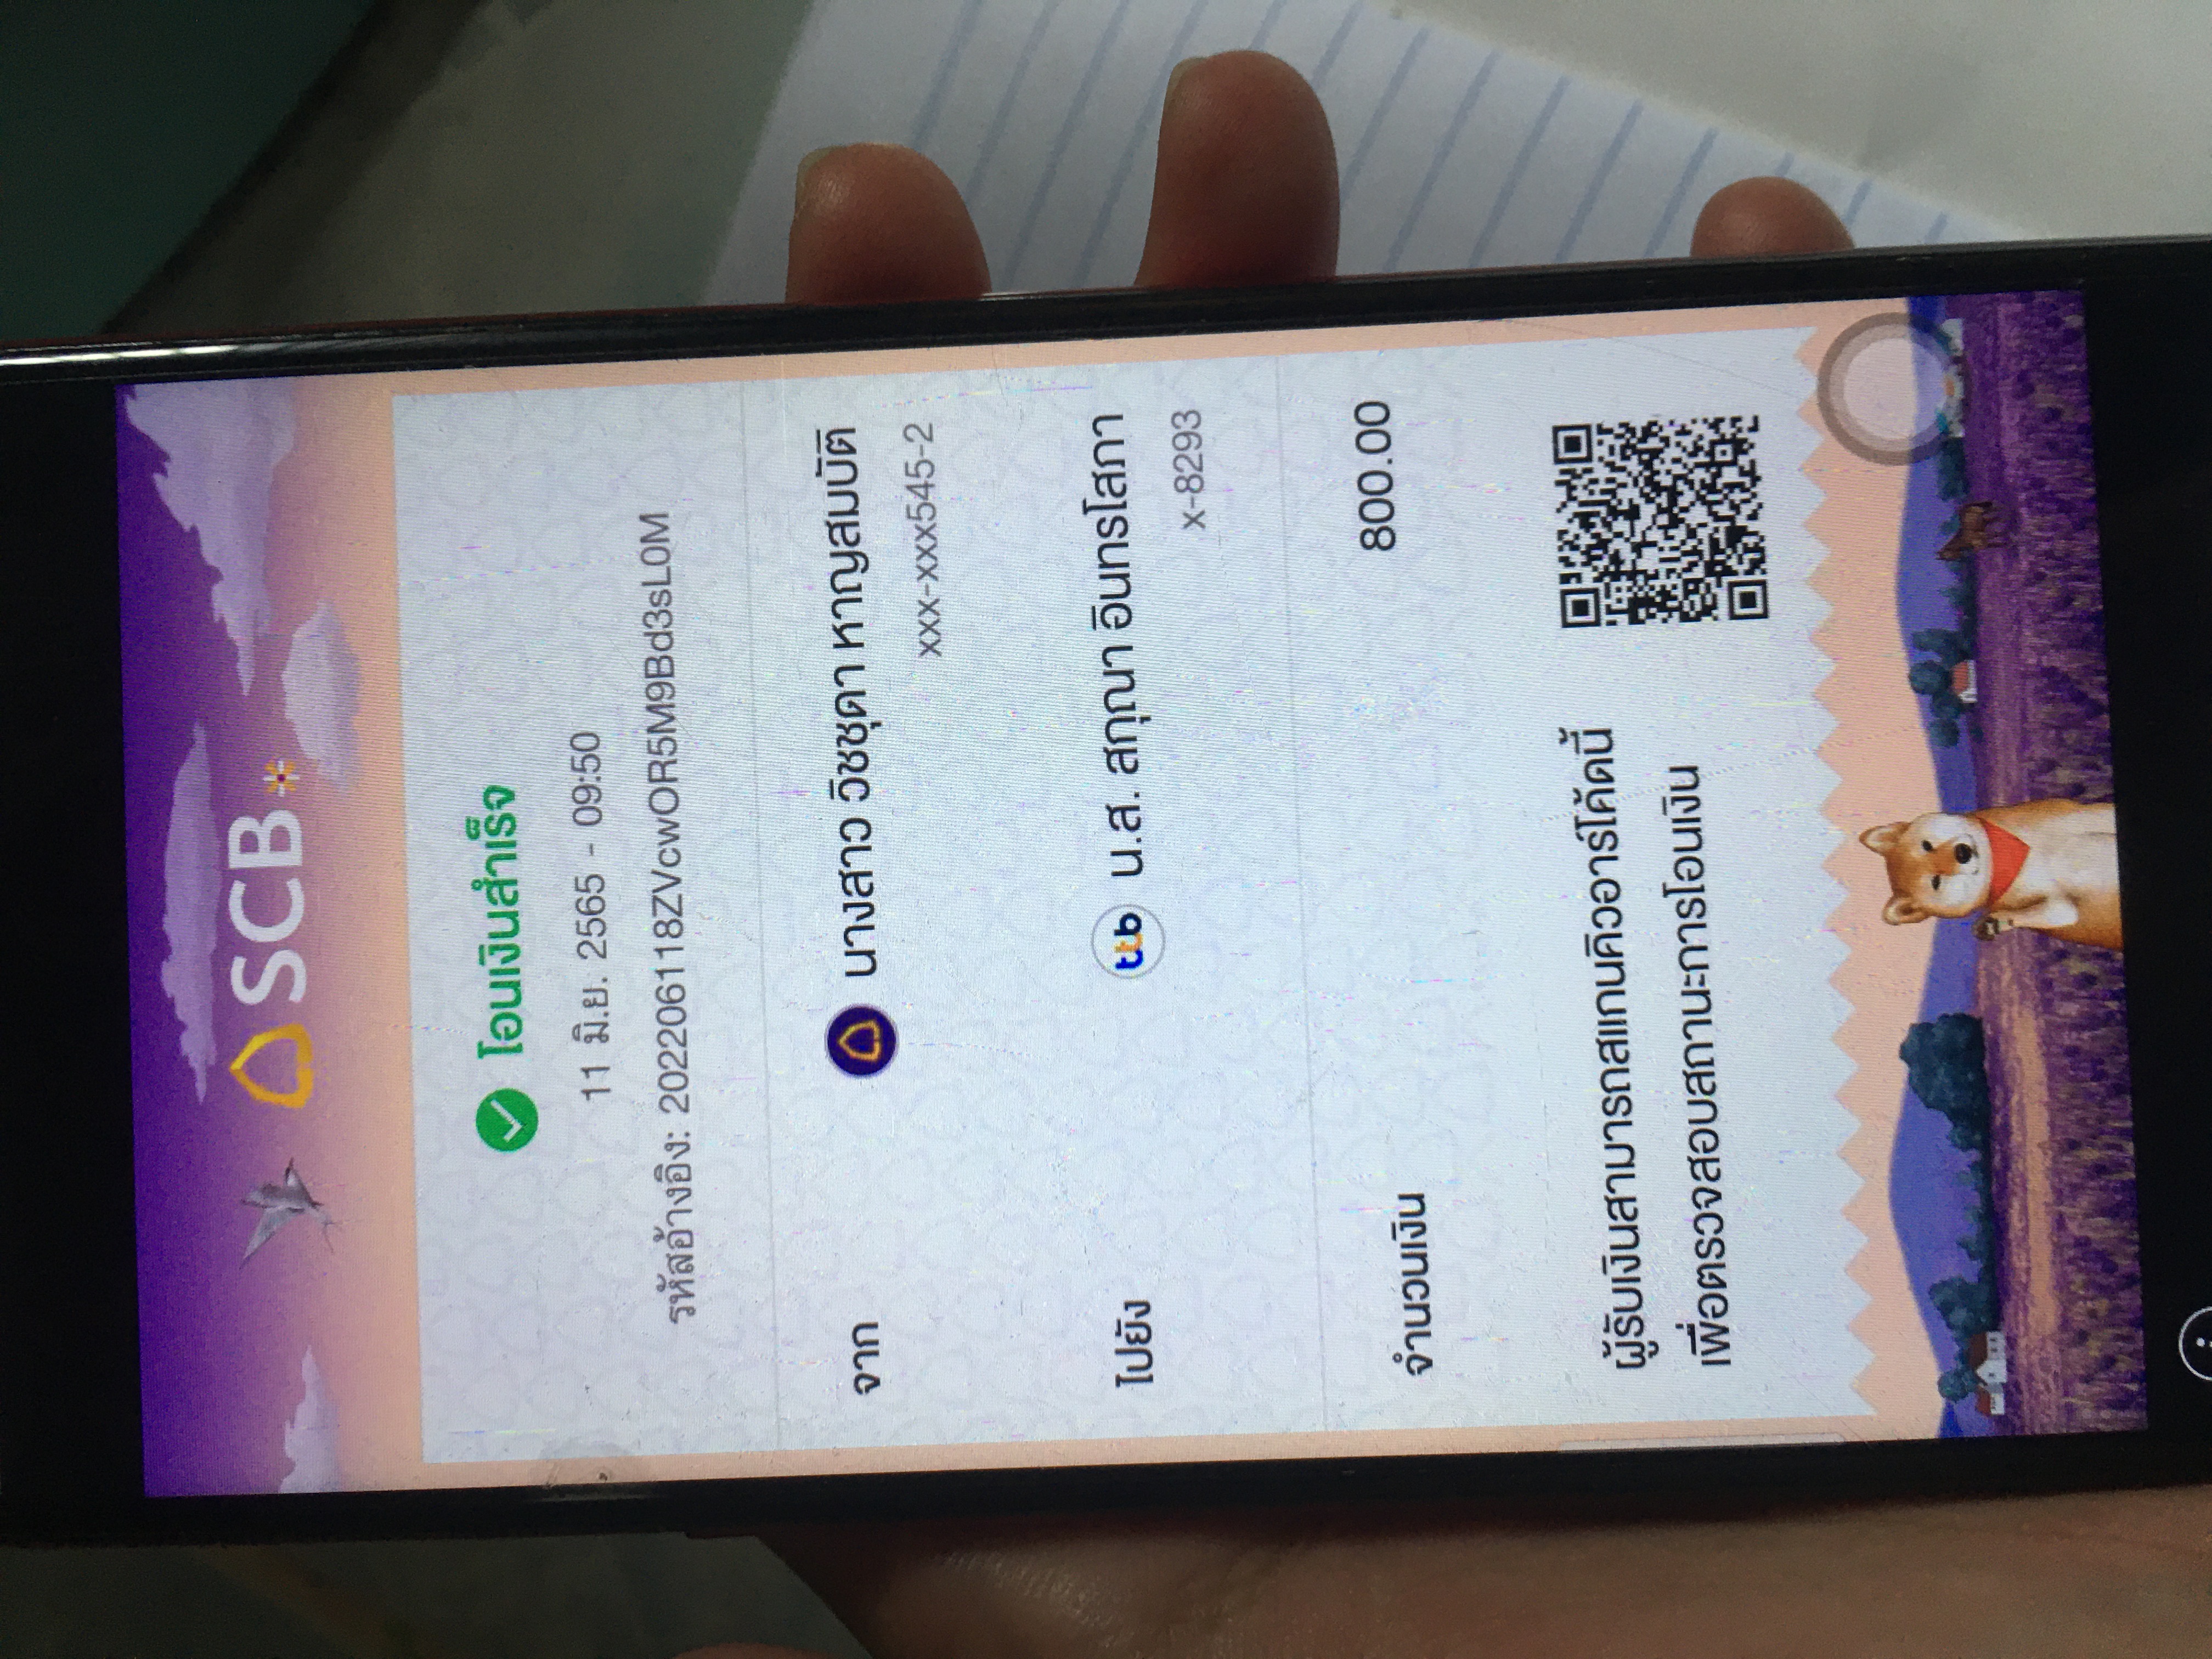 SCB
โอนเงินสำเร็จ
11 มิ.ย. 2565 - 09:50
รหัสอ้างอิง: 202206118ZVcwOR5M9Bd3sL0M
จาก นางสาว วิชชุดา หาญสมบัติ
xxx-xxx545-2
ไปยัง ttb น.ส. สกุณา อินทรโสภา
x-8293
จำนวนเงิน 800.00
ผู้รับเงินสามารถสแกนคิวอาร์โค้ดนี้
เพื่อตรวจสอบสถานะการโอนเงิน